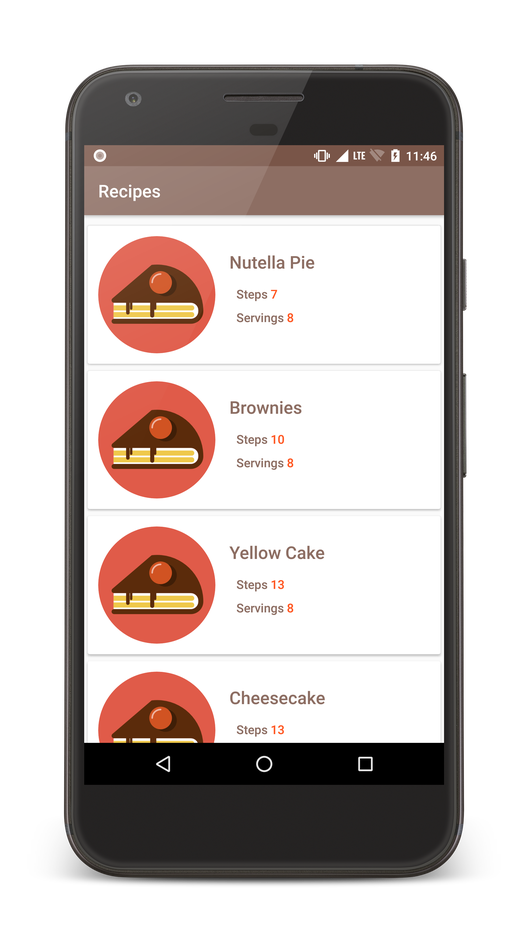 LTE 11:46
Recipes
Nutella Pie
Steps 7
Servings 8
Brownies
Steps 10
Servings 8
Yellow Cake
Steps 13
Servings 8
Cheesecake
Steps 13